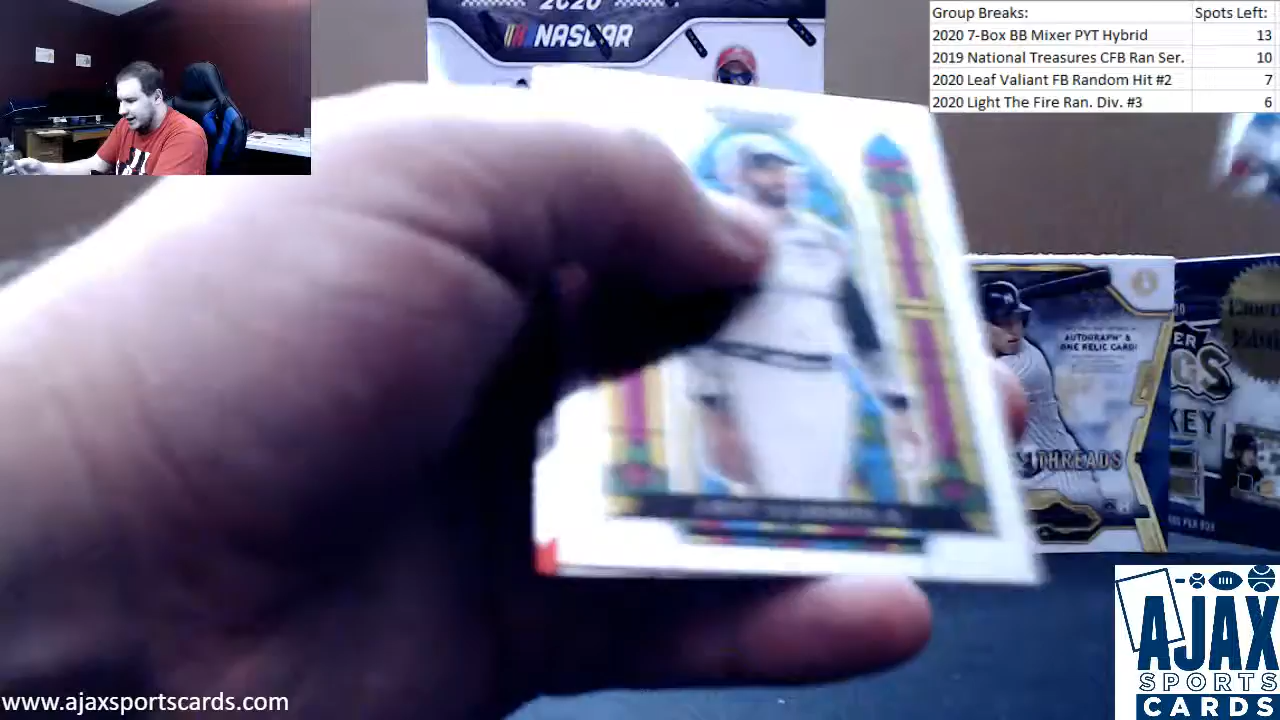 2020
NASCAR
Group Breaks: Spots Left:
2020 7-Box BB Mixer PYT Hybrid 13
2019 National Treasures CFB Ran Ser. 10
2020 Leaf Valiant FB Random Hit #2 7
2020 Light The Fire Ran. Div. #3 6
AUTOGRAPH &
ONE RELIC CARD!
THREADS
AJAX
SPORTS
CARDS
www.ajaxsportscards.com